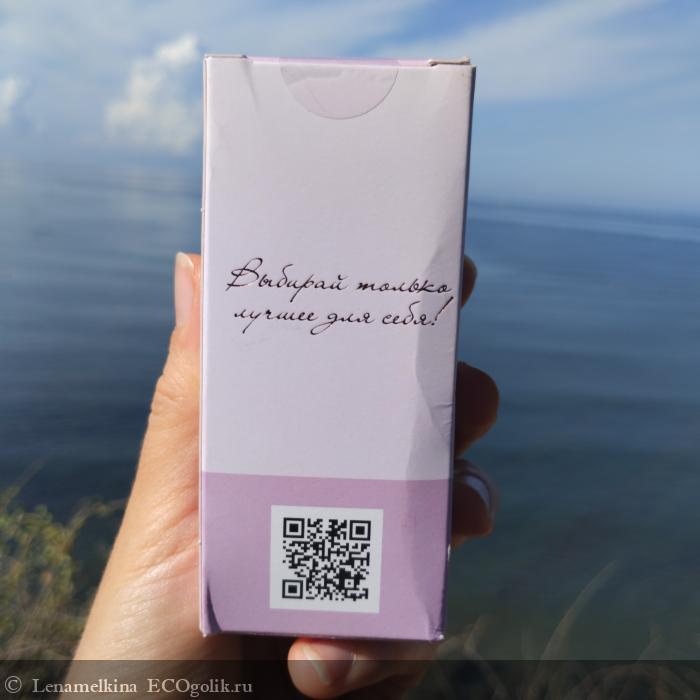 Выбирай только
лучшее для себя!
© Lenamelkina ECOgolik.ru